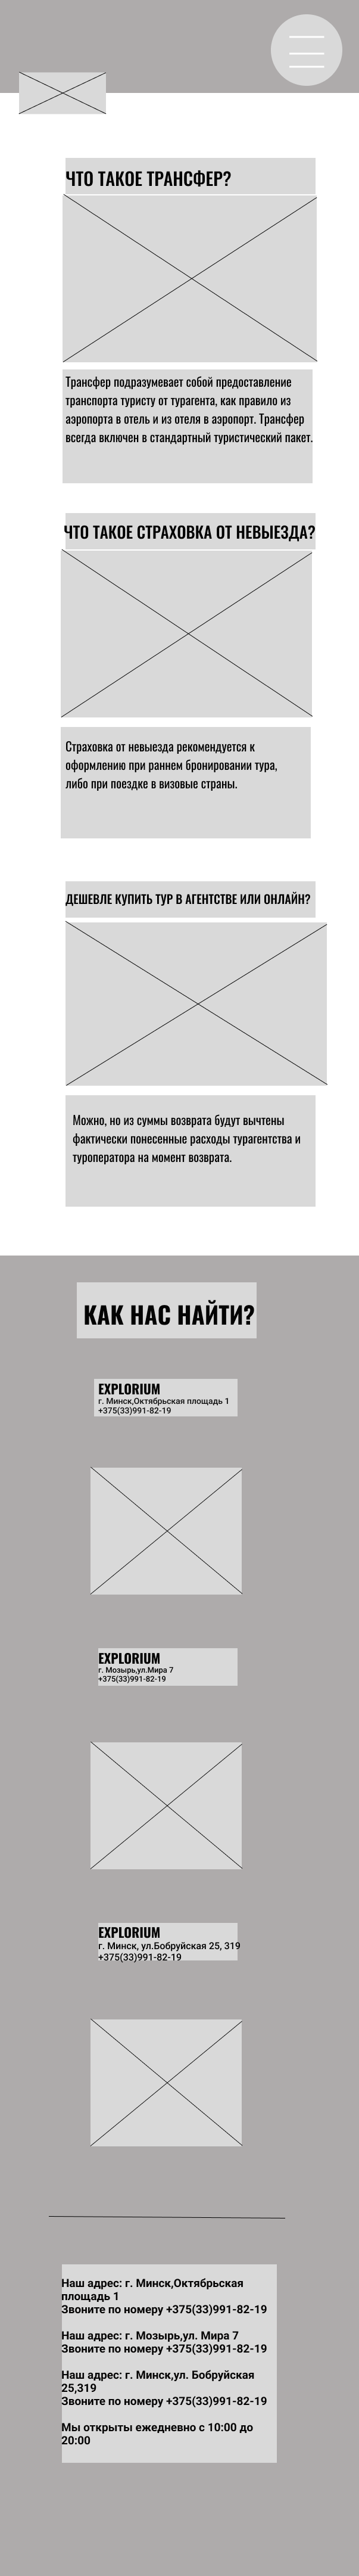 ЧТО ТАКОЕ ТРАНСФЕР?
Трансфер подразумевает собой предоставление
транспорта туристу от турагента, как правило из
аэропорта в отель и из отеля в аэропорт. Трансфер
всегда включен в стандартный туристический пакет.
ЧТО ТАКОЕ СТРАХОВКА ОТ НЕВЫЕЗДА?
Страховка от невыезда рекомендуется к
оформлению при раннем бронировании тура,
либо при поездке в визовые страны.
ДЕШЕВЛЕ КУПИТЬ ТУР В АГЕНТСТВЕ ИЛИ ОНЛАЙН?
Можно, но из суммы возврата будут вычтены
фактически понесенные расходы турагентства и
туроператора на момент возврата.
КАК НАС НАЙТИ?
EXPLORIUM
г. Минск,Октябрьская площадь 1
+375(33)991-82-19
EXPLORIUM
г. Мозырь,ул.Мира 7
+375(33)991-82-19
EXPLORIUM
г. Минск, ул.Бобруйская 25, 319
+375(33)991-82-19
Наш адрес: г. Минск,Октябрьская
площадь 1
Звоните по номеру +375(33)991-82-19
Наш адрес: г. Мозырь,ул. Мира 7
Звоните по номеру +375(33)991-82-19
Наш адрес: г. Минск,ул. Бобруйская
25,319
Звоните по номеру +375(33)991-82-19
Мы открыты ежедневно с 10:00 до
20:00